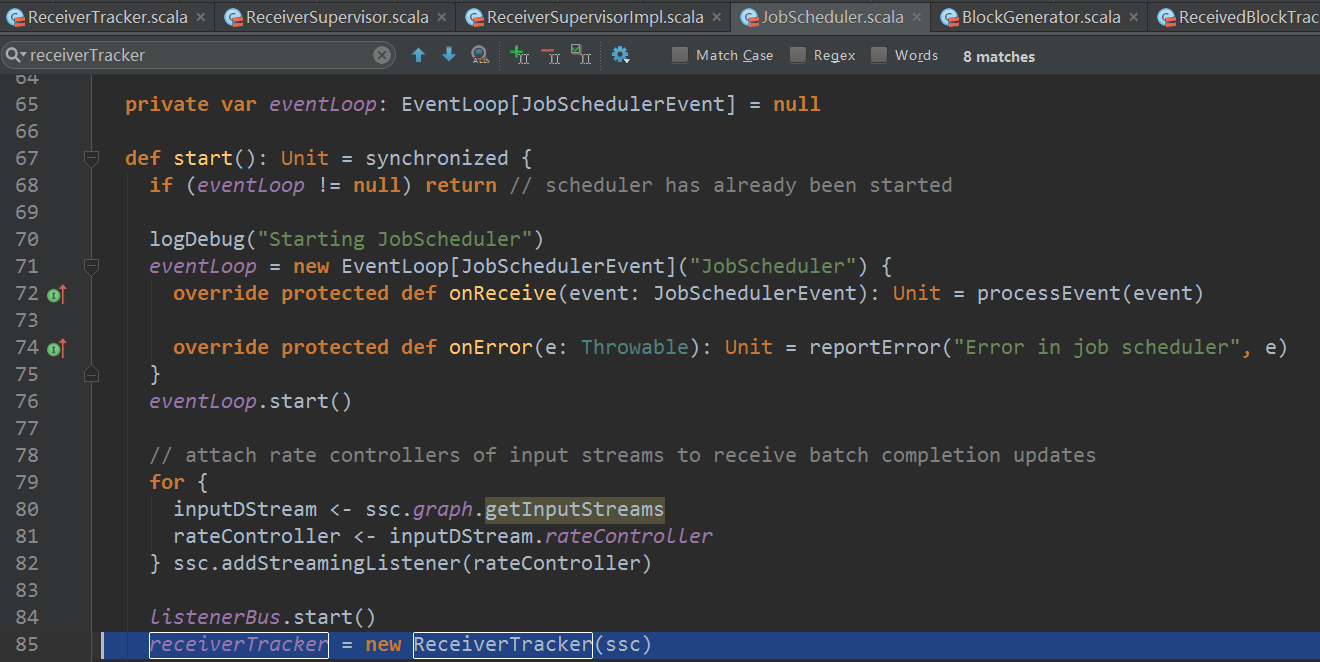 ReceiverTracker.scala × ReceiverSupervisor.scala × ReceiverSupervisorImpl.scala × JobScheduler.scala × BlockGenerator.scala × ReceivedBlockTrac
receiverTracker Match Case Regex Words 8 matches
64
65 private var eventLoop: EventLoop[JobSchedulerEvent] = null
66
67 def start(): Unit = synchronized {
68 if (eventLoop != null) return // scheduler has already been started
69
70 logDebug("Starting JobScheduler")
71 eventLoop = new EventLoop[JobSchedulerEvent]("JobScheduler") {
72 override protected def onReceive(event: JobSchedulerEvent): Unit = processEvent(event)
73
74 override protected def onError(e: Throwable): Unit = reportError("Error in job scheduler", e)
75 }
76 eventLoop.start()
77
78 // attach rate controllers of input streams to receive batch completion updates
79 for {
80 inputDStream <- ssc.graph.getInputStreams
81 rateController <- inputDStream.rateController
82 } ssc.addStreamingListener(rateController)
83
84 listenerBus.start()
85 receiverTracker = new ReceiverTracker(ssc)